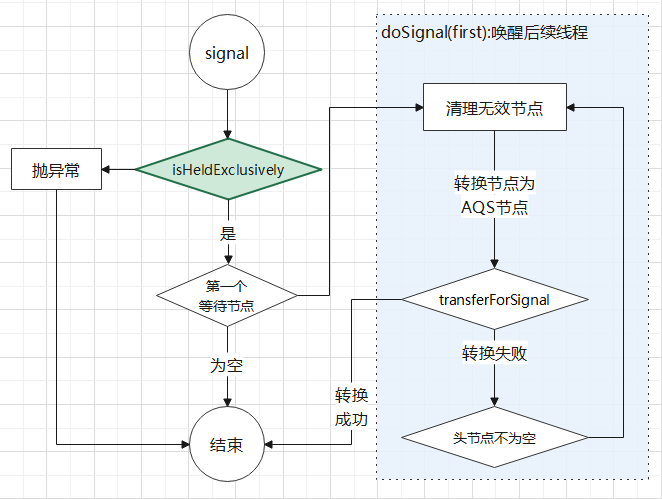 signal
doSignal(first):唤醒后续线程
清理无效节点
抛异常
isHeldExclusively
转换节点为
AQS节点
是
第一个
等待节点
transferForSignal
为空
转换失败
转换
成功
结束
头节点不为空